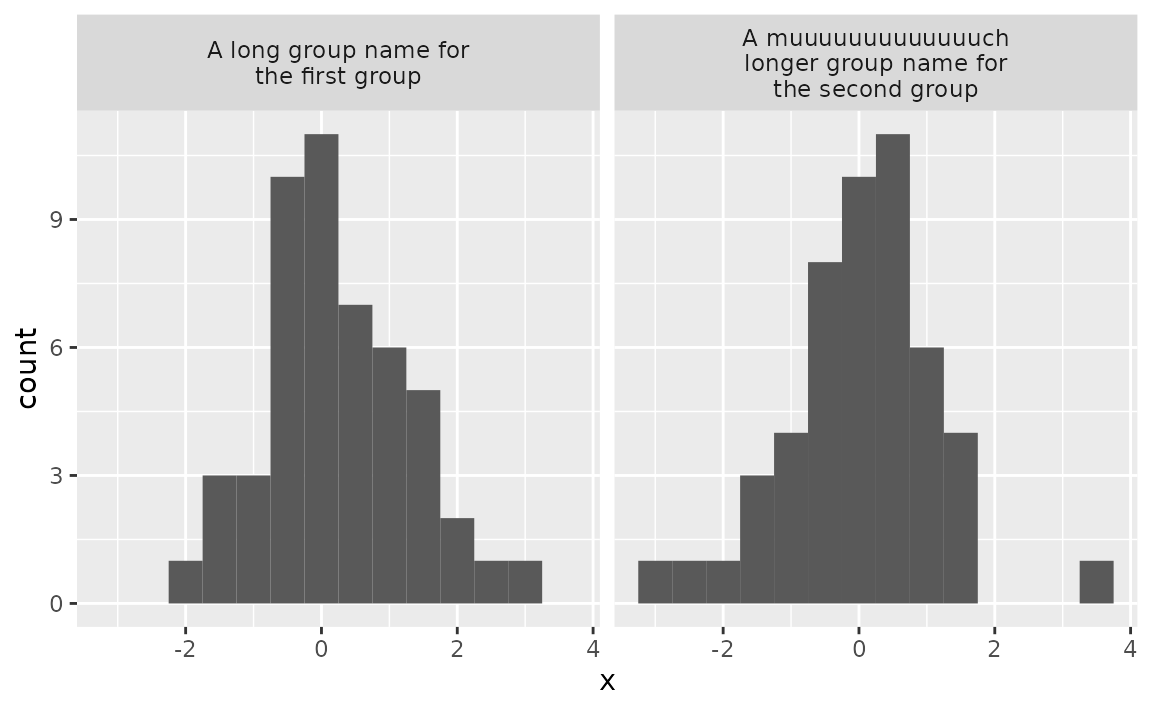 A long group name for
the first group
A muuuuuuuuuuuuuch
longer group name for
the second group
count
9
6
3
0
-2 0 2 4
-2 0 2 4
x